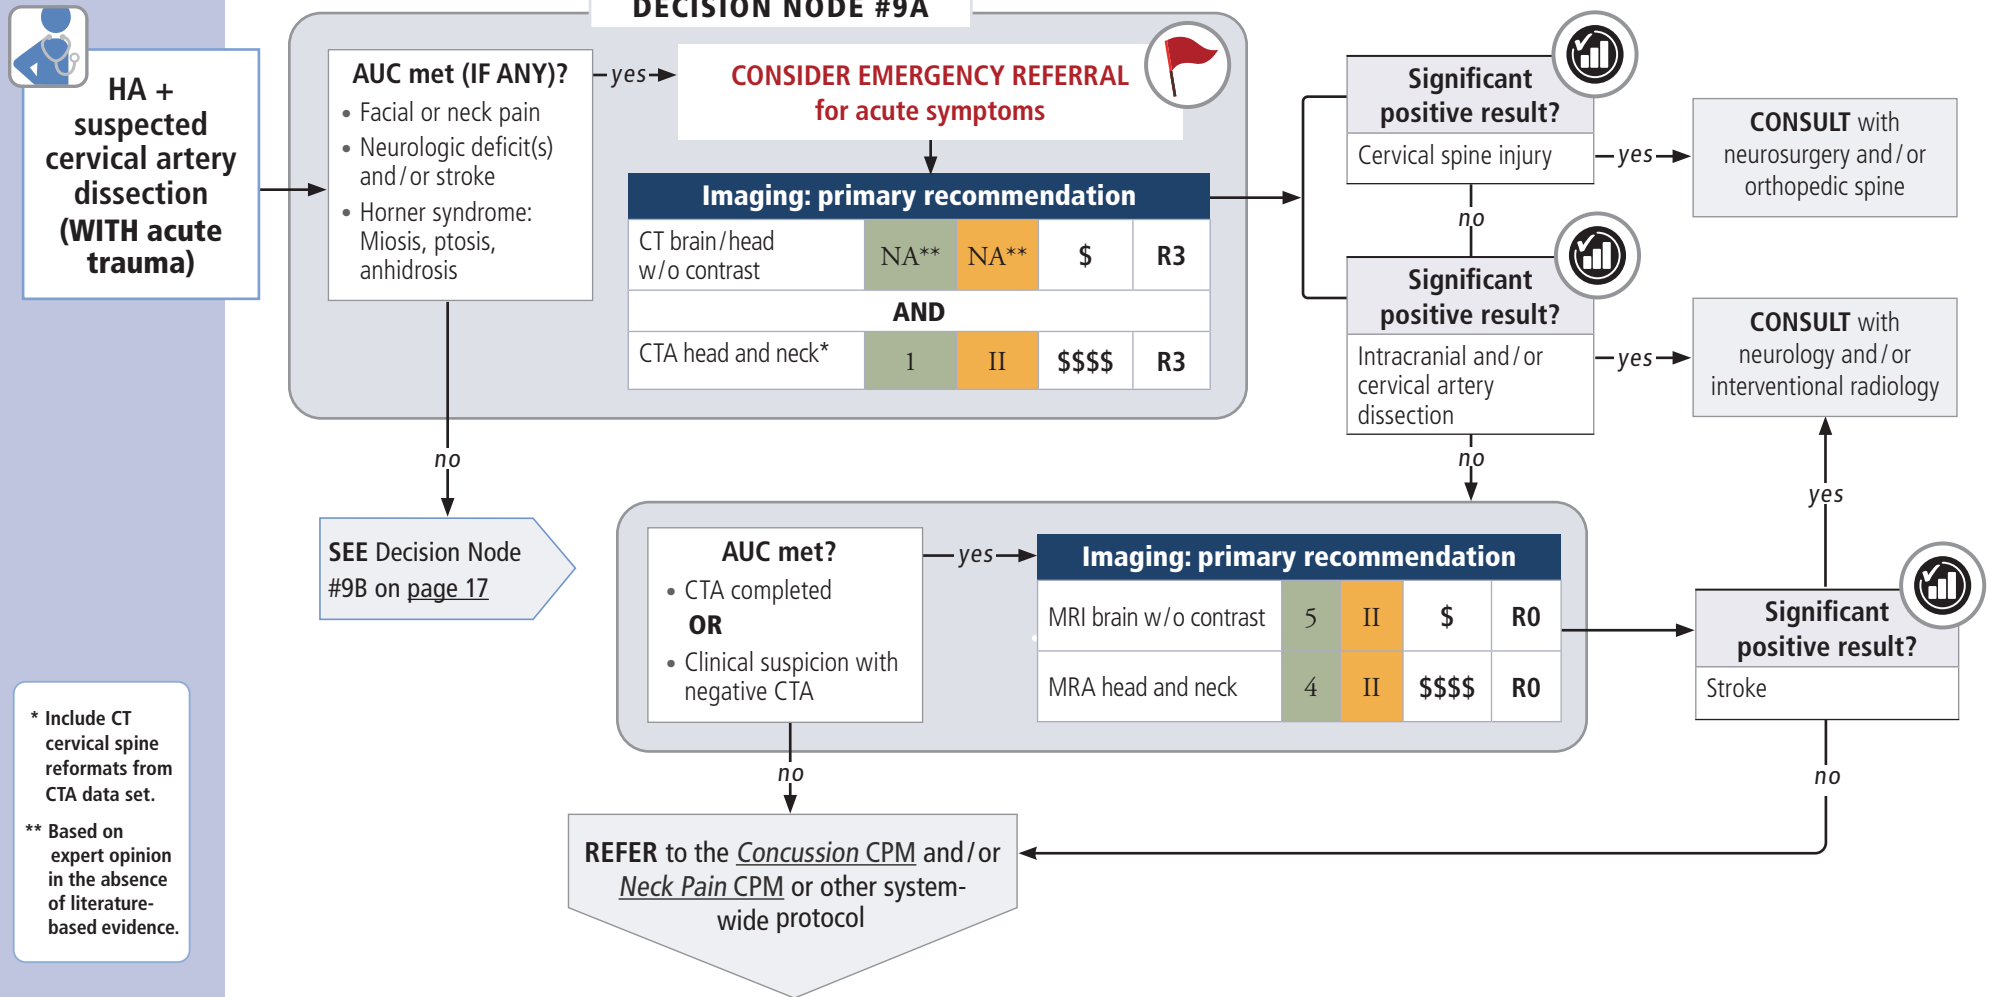 DECISION NODE #9A
HA +
suspected
cervical artery
dissection
(WITH acute
trauma)
AUC met (IF ANY)?
• Facial or neck pain
• Neurologic deficit(s)
and/or stroke
• Horner syndrome:
Miosis, ptosis,
anhidrosis
yes
CONSIDER EMERGENCY REFERRAL
for acute symptoms
Imaging: primary recommendation
CT brain/head
w/o contrast
NA** NA** $ R3
AND
CTA head and neck* 1 II $$$$ R3
Significant
positive result?
Cervical spine injury
yes
CONSULT with
neurosurgery and/or
orthopedic spine
no
Significant
positive result?
Intracranial and/or
cervical artery
dissection
yes
CONSULT with
neurology and/or
interventional radiology
no
no
SEE Decision Node
#9B on page 17
AUC met?
• CTA completed
OR
• Clinical suspicion with
negative CTA
yes
Imaging: primary recommendation
MRI brain w/o contrast 5 II $ R0
MRA head and neck 4 II $$$$ R0
yes
Significant
positive result?
Stroke
no
no
REFER to the Concussion CPM and/or
Neck Pain CPM or other system-
wide protocol
* Include CT
cervical spine
reformats from
CTA data set.
** Based on
expert opinion
in the absence
of literature-
based evidence.